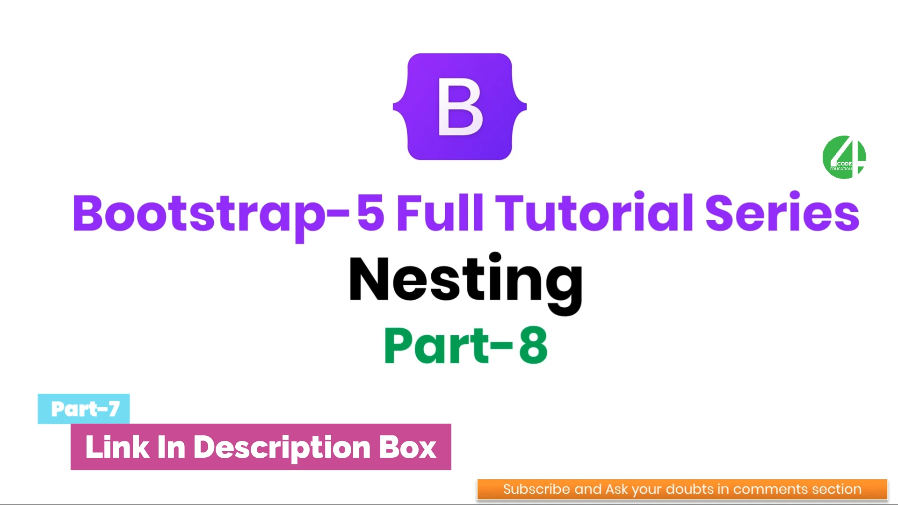 B
4
CODE
EDUCATION
Bootstrap-5 Full Tutorial Series
Nesting
Part-8
Part-7
Link In Description Box
Subscribe and Ask your doubts in comments section